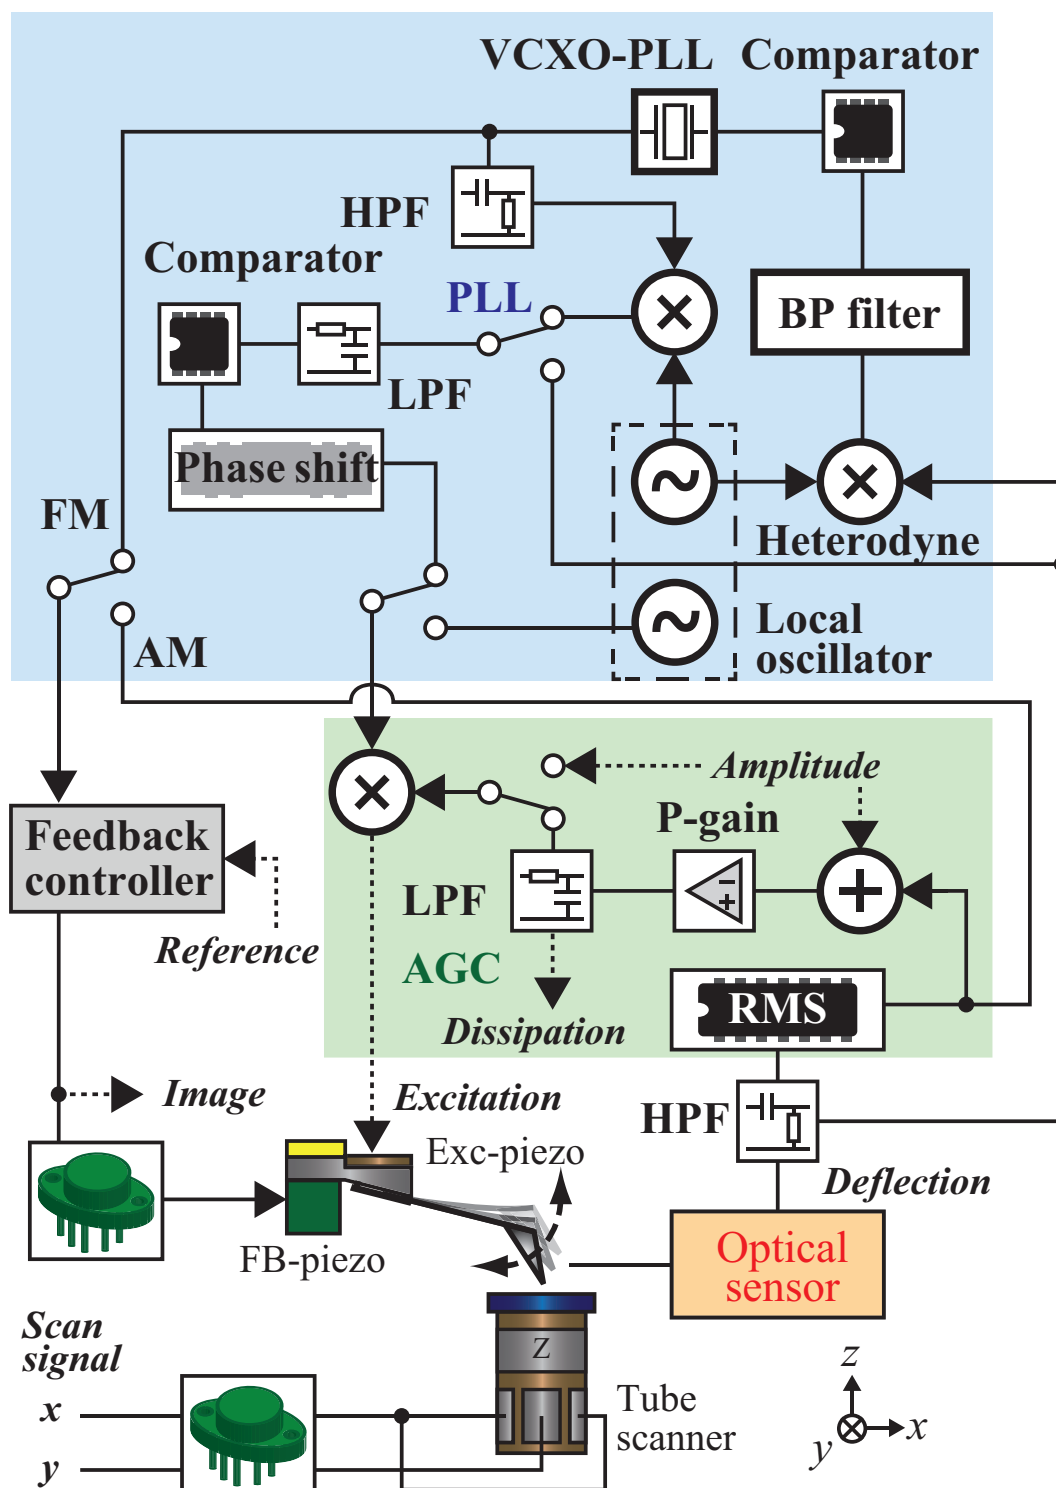 VCXO-PLL Comparator
HPF
Comparator
PLL
BP filter
LPF
Phase shift
FM
Heterodyne
Local
oscillator
AM
Amplitude
P-gain
Feedback
controller
LPF
Reference
AGC
RMS
Dissipation
Image
Excitation
HPF
Exc-piezo
Deflection
FB-piezo
Optical
sensor
Scan
signal
Z
z
x
Tube
scanner
x
y
y